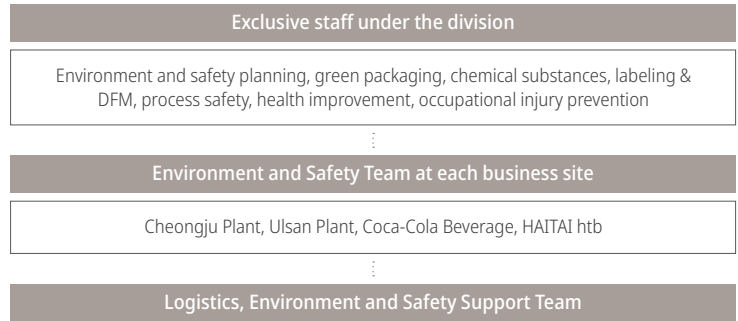 Exclusive staff under the division
Environment and safety planning, green packaging, chemical substances, labeling &
DFM, process safety, health improvement, occupational injury prevention
Environment and Safety Team at each business site
Cheongju Plant, Ulsan Plant, Coca-Cola Beverage, HAITAI htb
Logistics, Environment and Safety Support Team